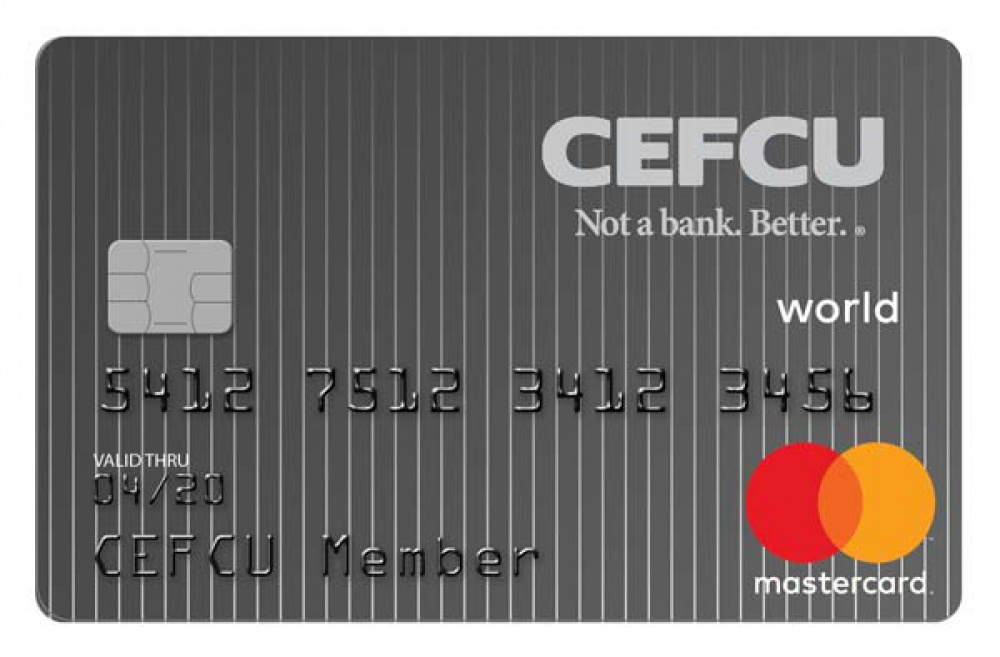 CEFCU
Not a bank. Better.®
world
5412 7512 3412 3456
VALID THRU
04/20
CEFCU Member
mastercard.